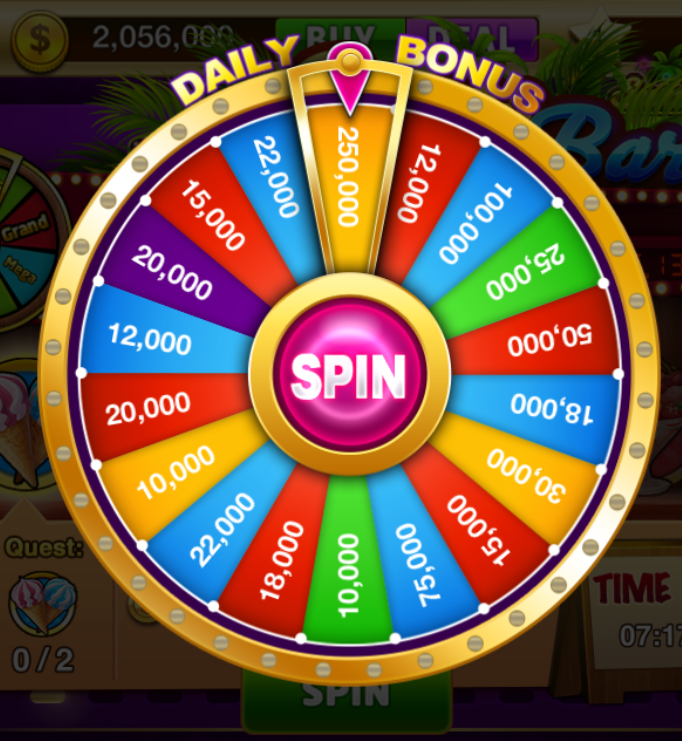 2,056,000
BUY
DEAL
DAILY BONUS
250,000
12,000
100,000
25,000
50,000
18,000
30,000
15,000
75,000
10,000
18,000
22,000
10,000
20,000
12,000
20,000
15,000
22,000
SPIN
Bar
Grand
Mega
Quest:
0/2
TIME
07:17
SPIN